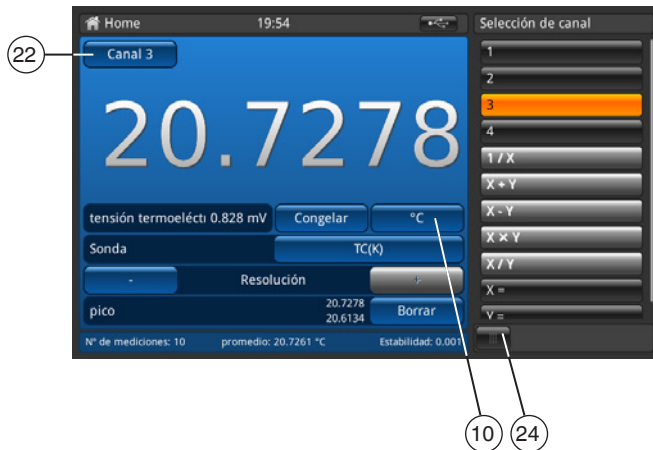 Home 19:54 Selección de canal
22 Canal 3
20.7278
1
2
3
4
1 / X
X + Y
X - Y
X × Y
X / Y
X =
Y =
tensión termoelécti 0.828 mV Congelar °C
Sonda TC(K)
- Resolución +
pico 20.7278 20.6134 Borrar
Nº de mediciones: 10 promedio: 20.7261 °C Estabilidad: 0.001
10 24